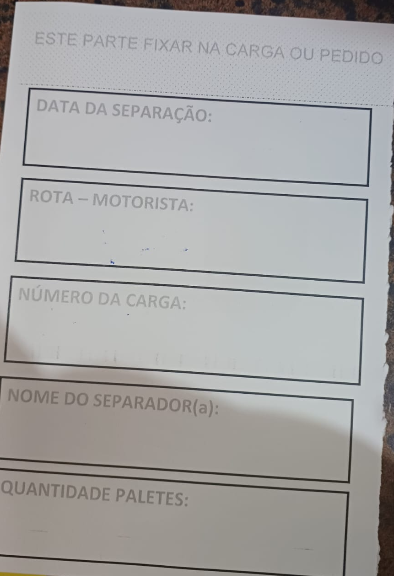 ESTE PARTE FIXAR NA CARGA OU PEDIDO
DATA DA SEPARAÇÃO:
ROTA – MOTORISTA:
NÚMERO DA CARGA:
NOME DO SEPARADOR(a):
QUANTIDADE PALETES: